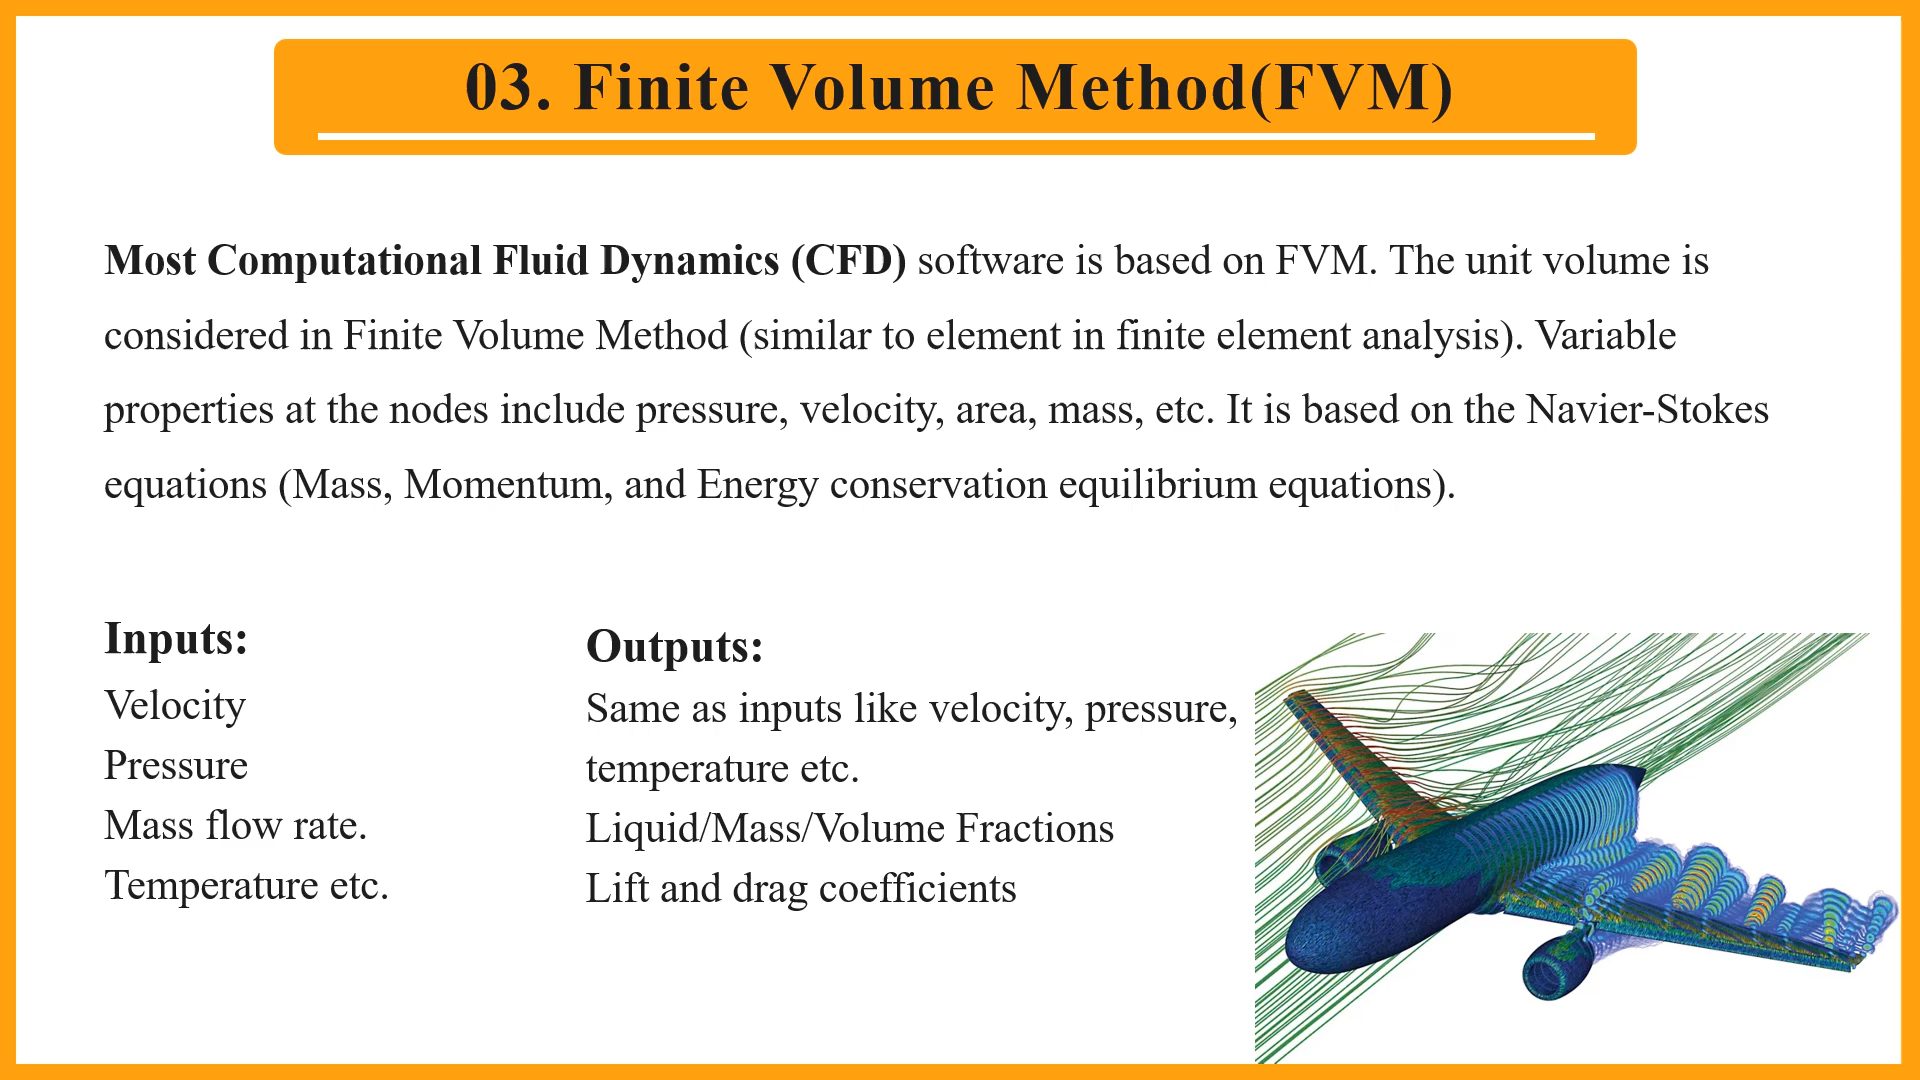 03. Finite Volume Method(FVM)
Most Computational Fluid Dynamics (CFD) software is based on FVM. The unit volume is
considered in Finite Volume Method (similar to element in finite element analysis). Variable
properties at the nodes include pressure, velocity, area, mass, etc. It is based on the Navier-Stokes
equations (Mass, Momentum, and Energy conservation equilibrium equations).
Inputs:
Velocity
Pressure
Mass flow rate.
Temperature etc.
Outputs:
Same as inputs like velocity, pressure,
temperature etc.
Liquid/Mass/Volume Fractions
Lift and drag coefficients